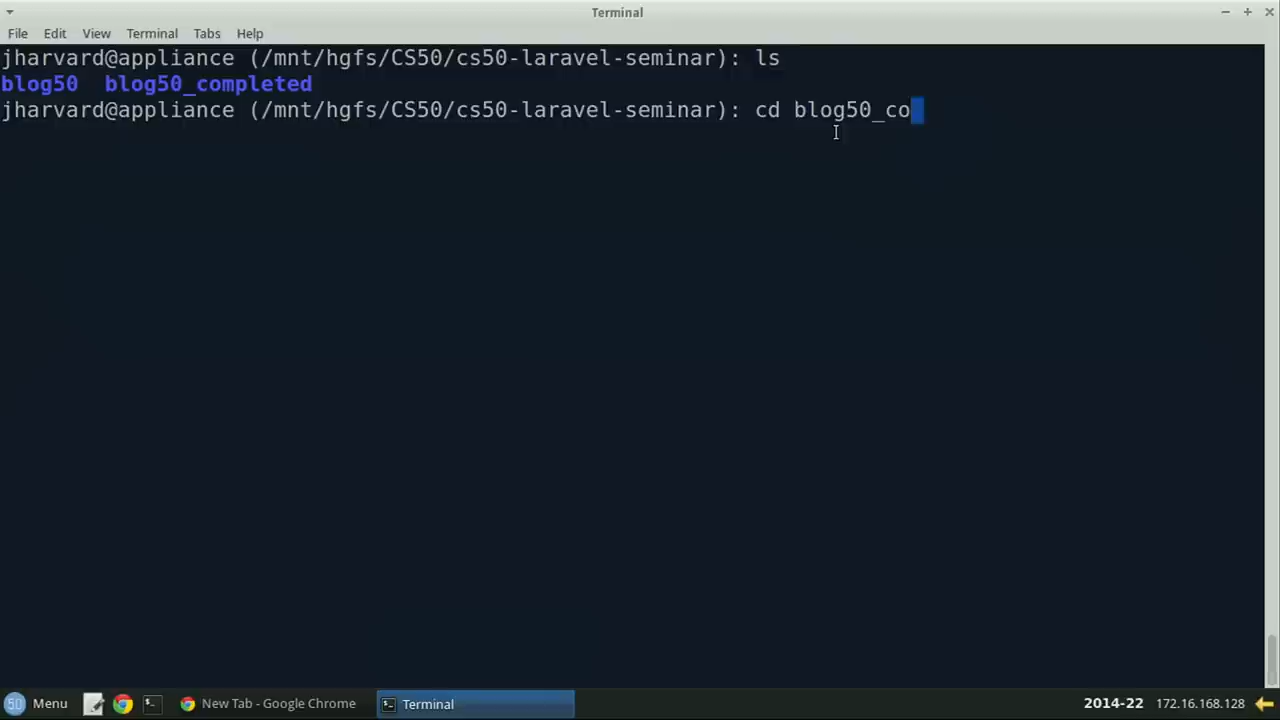 Terminal
File Edit View Terminal Tabs Help
jharvard@appliance (/mnt/hgfs/CS50/cs50-laravel-seminar): ls
blog50 blog50_completed
jharvard@appliance (/mnt/hgfs/CS50/cs50-laravel-seminar): cd blog50_co
50 Menu New Tab - Google Chrome Terminal 2014-22 172.16.168.128